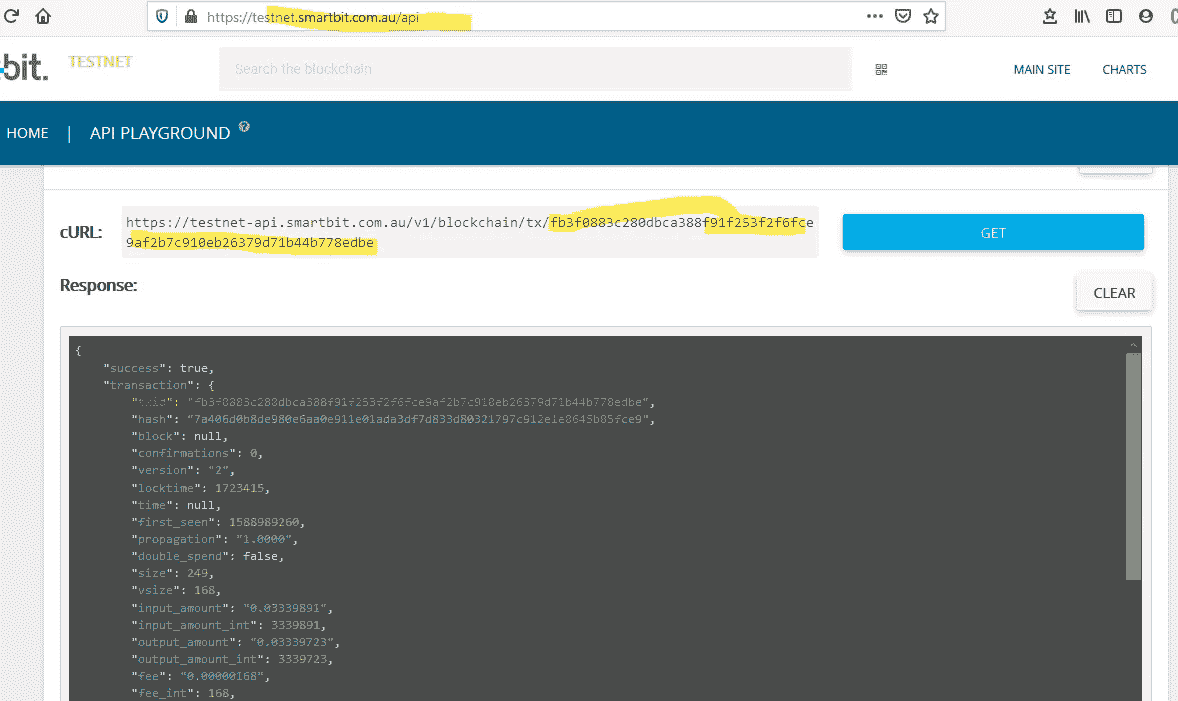 https://testnet.smartbit.com.au/api
bit.
TESTNET
Search the blockchain
MAIN SITE
CHARTS
HOME | API PLAYGROUND ?
cURL:
https://testnet-api.smartbit.com.au/v1/blockchain/tx/fb3f0883c280dbca388f91f253f2f6fce
9af2b7c910eb26379d71b44b778edbe
GET
Response:
CLEAR
{
"success": true,
"transaction": {
"txid": "fb3f0883c280dbca388f91f253f2f6fce9af2b7c910eb26379d71b44b778edbe",
"hash": "7a406d0b8de980e6aa0e911e01ada3df7d833d80321797c912e1e8645b85fce9",
"block": null,
"confirmations": 0,
"version": "2",
"locktime": 1723415,
"time": null,
"first_seen": 1588989260,
"propagation": "1.0000",
"double_spend": false,
"size": 249,
"vsize": 168,
"input_amount": "0.03339891",
"input_amount_int": 3339891,
"output_amount": "0.03339723",
"output_amount_int": 3339723,
"fee": "0.00000168",
"fee_int": 168,